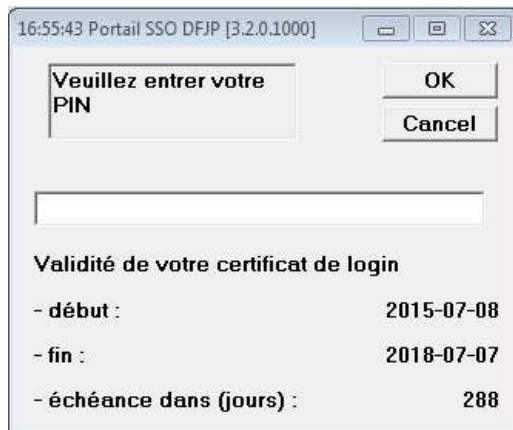 16:55:43 Portail SSO DFJP [3.2.0.1000]
Veuillez entrer votre
PIN
OK
Cancel
Validité de votre certificat de login
- début : 2015-07-08
- fin : 2018-07-07
- échéance dans (jours) : 288